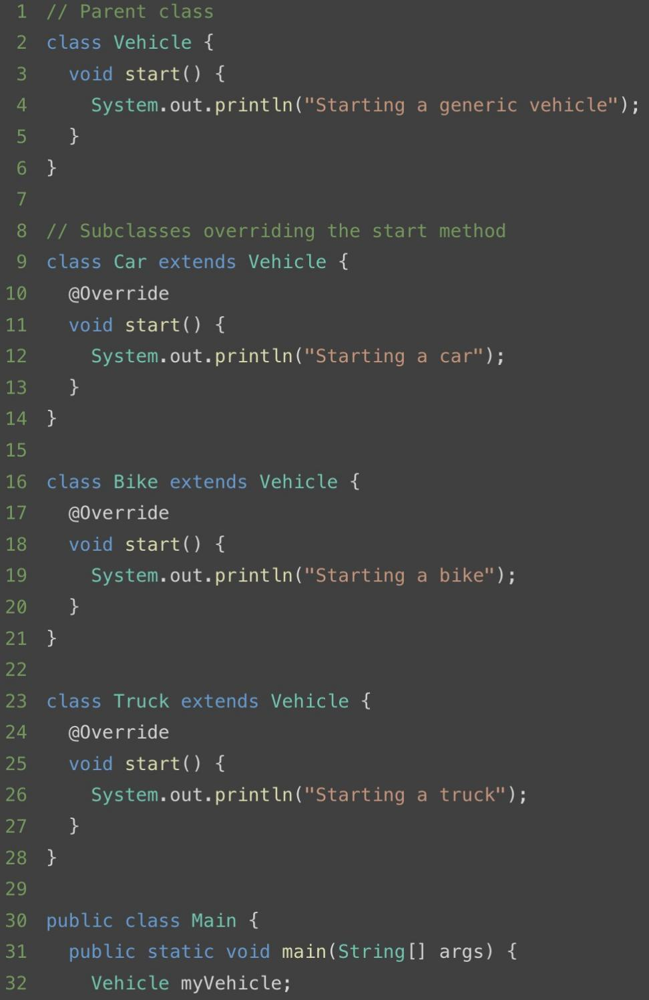 1 // Parent class
2 class Vehicle {
3   void start() {
4     System.out.println("Starting a generic vehicle");
5   }
6 }
7
8 // Subclasses overriding the start method
9 class Car extends Vehicle {
10   @Override
11   void start() {
12     System.out.println("Starting a car");
13   }
14 }
15
16 class Bike extends Vehicle {
17   @Override
18   void start() {
19     System.out.println("Starting a bike");
20   }
21 }
22
23 class Truck extends Vehicle {
24   @Override
25   void start() {
26     System.out.println("Starting a truck");
27   }
28 }
29
30 public class Main {
31   public static void main(String[] args) {
32     Vehicle myVehicle;